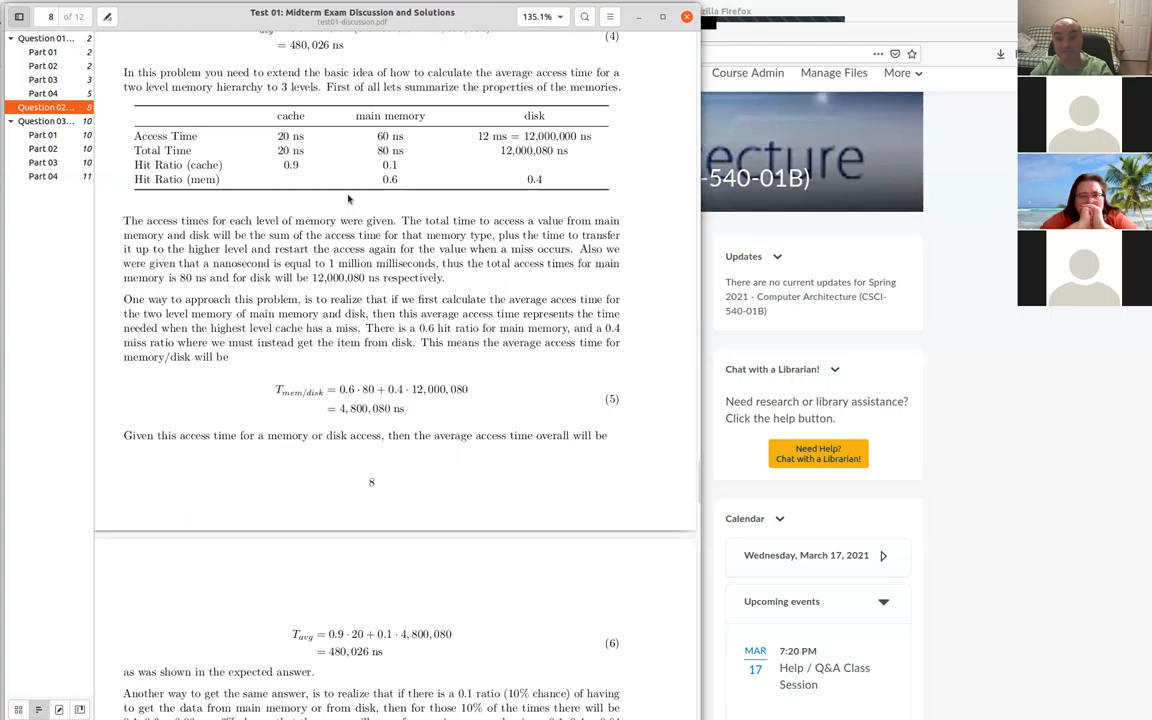 Test 01: Midterm Exam Discussion and Solutions
test01-discussion.pdf
8 of 12
135.1%
Question 01... 2
Part 01 2
Part 02 2
Part 03 3
Part 04 5
Question 02... 8
Question 03... 10
Part 01 10
Part 02 10
Part 03 10
Part 04 11
= 480,026 ns
(4)
In this problem you need to extend the basic idea of how to calculate the average access time for a
two level memory hierarchy to 3 levels. First of all lets summarize the properties of the memories.
cache main memory disk
Access Time 20 ns 60 ns 12 ms = 12,000,000 ns
Total Time 20 ns 80 ns 12,000,080 ns
Hit Ratio (cache) 0.9 0.1
Hit Ratio (mem) 0.6 0.4
The access times for each level of memory were given. The total time to access a value from main
memory and disk will be the sum of the access time for that memory type, plus the time to transfer
it up to the higher level and restart the access again for the value when a miss occurs. Also we
were given that a nanosecond is equal to 1 million milliseconds, thus the total access times for main
memory is 80 ns and for disk will be 12,000,080 ns respectively.
One way to approach this problem, is to realize that if we first calculate the average acces time for
the two level memory of main memory and disk, then this average access time represents the time
needed when the highest level cache has a miss. There is a 0.6 hit ratio for main memory, and a 0.4
miss ratio where we must instead get the item from disk. This means the average access time for
memory/disk will be
Tmem/disk = 0.6 · 80 + 0.4 · 12,000,080
= 4,800,080 ns
(5)
Given this access time for a memory or disk access, then the average access time overall will be
8
Tavg = 0.9 · 20 + 0.1 · 4,800,080
= 480,026 ns
(6)
as was shown in the expected answer.
Another way to get the same answer, is to realize that if there is a 0.1 ratio (10% chance) of having
to get the data from main memory or from disk, then for those 10% of the times there will be
zilla Firefox
Course Admin Manage Files More
ecture
-540-01B)
Updates
There are no current updates for Spring
2021 - Computer Architecture (CSCI-
540-01B)
Chat with a Librarian!
Need research or library assistance?
Click the help button.
Need Help?
Chat with a Librarian!
Calendar
Wednesday, March 17, 2021
Upcoming events
MAR
17
7:20 PM
Help / Q&A Class
Session